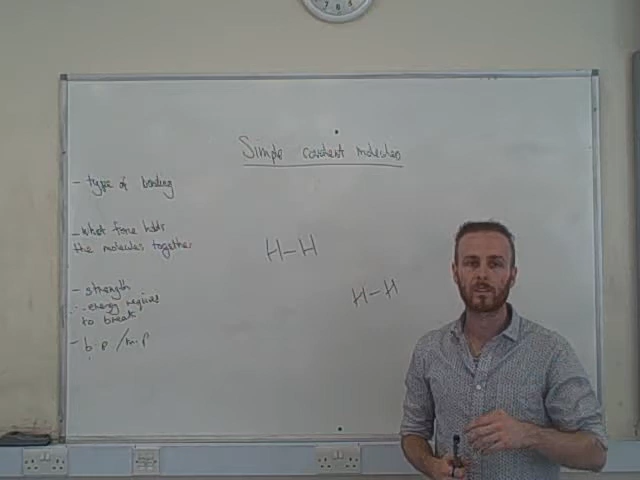 Simple covalent molecules
- type of bonding
- What force holds
the molecules together
H-H
H-H
- strength
∴ energy required
to break
- b.p/m.p